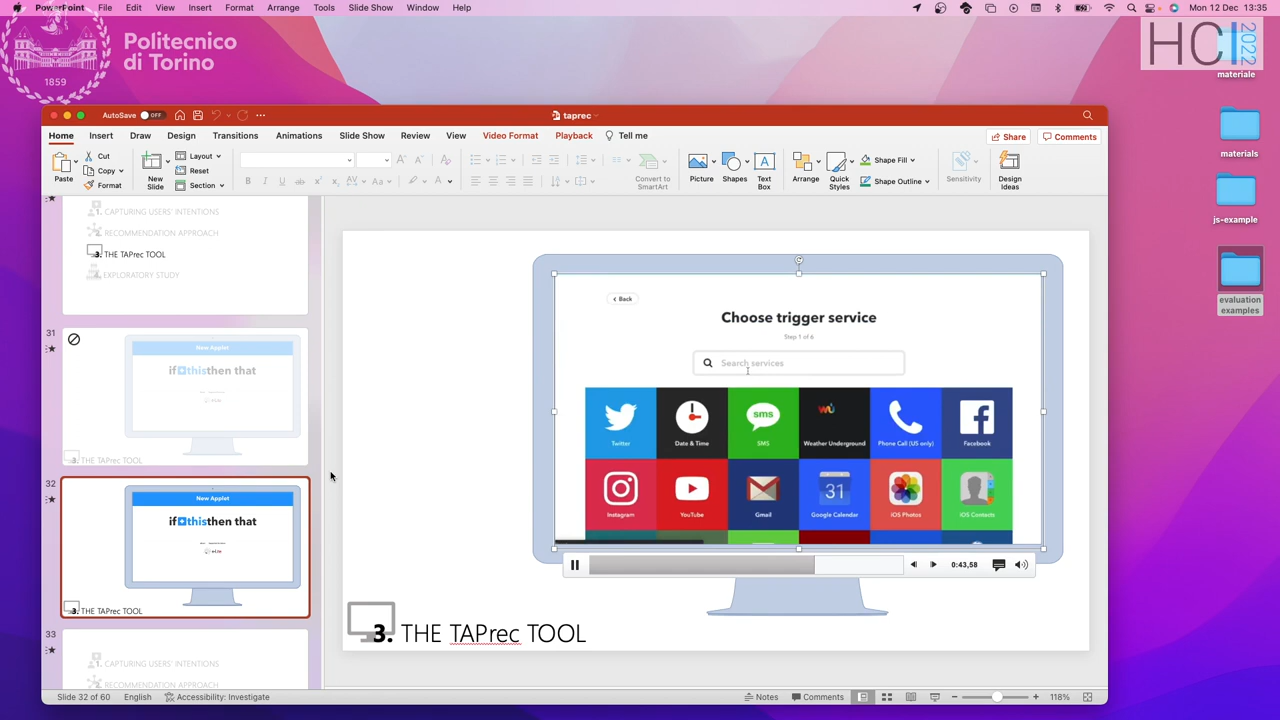 PowerPoint File Edit View Insert Format Arrange Tools Slide Show Window Help
Mon 12 Dec 13:35
Politecnico
di Torino
1859
HCI
2022
materiale
materials
js-example
evaluation
examples
AutoSave OFF
taprec
Home Insert Draw Design Transitions Animations Slide Show Review View Video Format Playback Tell me
Share Comments
Paste
Cut
Copy
Format
New
Slide
Layout
Reset
Section
Convert to
SmartArt
Picture
Shapes
Text
Box
Arrange
Quick
Styles
Shape Fill
Shape Outline
Sensitivity
Design
Ideas
1. CAPTURING USERS' INTENTIONS
RECOMMENDATION APPROACH
3. THE TAPrec TOOL
EXPLORATORY STUDY
31
New Applet
if+thisthen that
3. THE TAPrec TOOL
32
New Applet
if+thisthen that
3. THE TAPrec TOOL
33
1. CAPTURING USERS' INTENTIONS
RECOMMENDATION APPROACH
Back
Choose trigger service
Step 1 of 6
Search services
Twitter
Date & Time
sms
SMS
Weather Underground
Phone Call (US only)
Facebook
Instagram
YouTube
Gmail
31
Google Calendar
iOS Photos
iOS Contacts
0:43,58
3. THE TAPrec TOOL
Slide 32 of 60 English Accessibility: Investigate
Notes Comments
118%